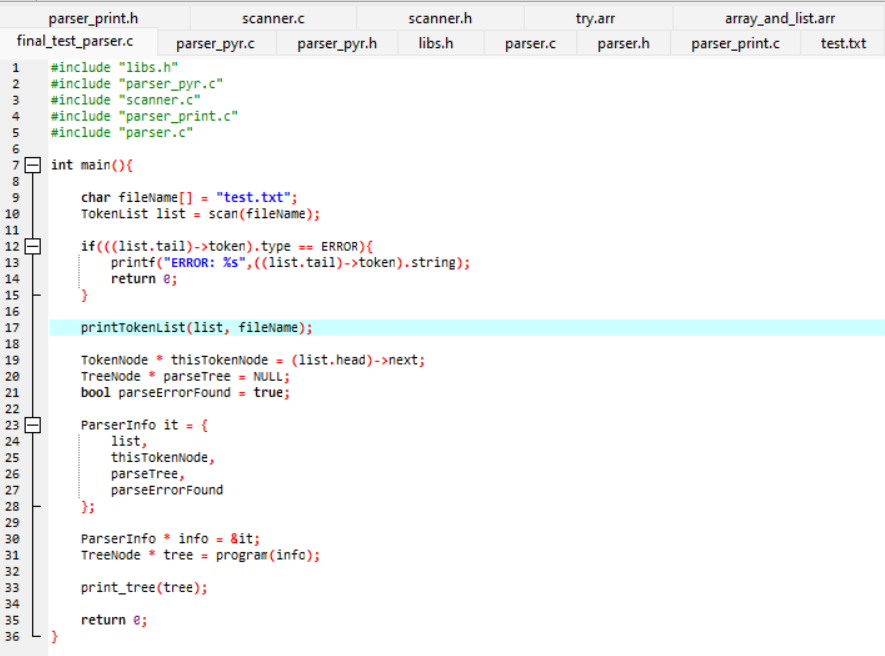 parser_print.h scanner.c scanner.h try.arr array_and_list.arr
final_test_parser.c parser_pyr.c parser_pyr.h libs.h parser.c parser.h parser_print.c test.txt
1 #include "libs.h"
2 #include "parser_pyr.c"
3 #include "scanner.c"
4 #include "parser_print.c"
5 #include "parser.c"
6
7 int main(){
8
9 char fileName[] = "test.txt";
10 TokenList list = scan(fileName);
11
12 if(((list.tail)->token).type == ERROR){
13 printf("ERROR: %s",((list.tail)->token).string);
14 return 0;
15 }
16
17 printTokenList(list, fileName);
18
19 TokenNode * thisTokenNode = (list.head)->next;
20 TreeNode * parseTree = NULL;
21 bool parseErrorFound = true;
22
23 ParserInfo it = {
24 list,
25 thisTokenNode,
26 parseTree,
27 parseErrorFound
28 };
29
30 ParserInfo * info = &it;
31 TreeNode * tree = program(info);
32
33 print_tree(tree);
34
35 return 0;
36 }